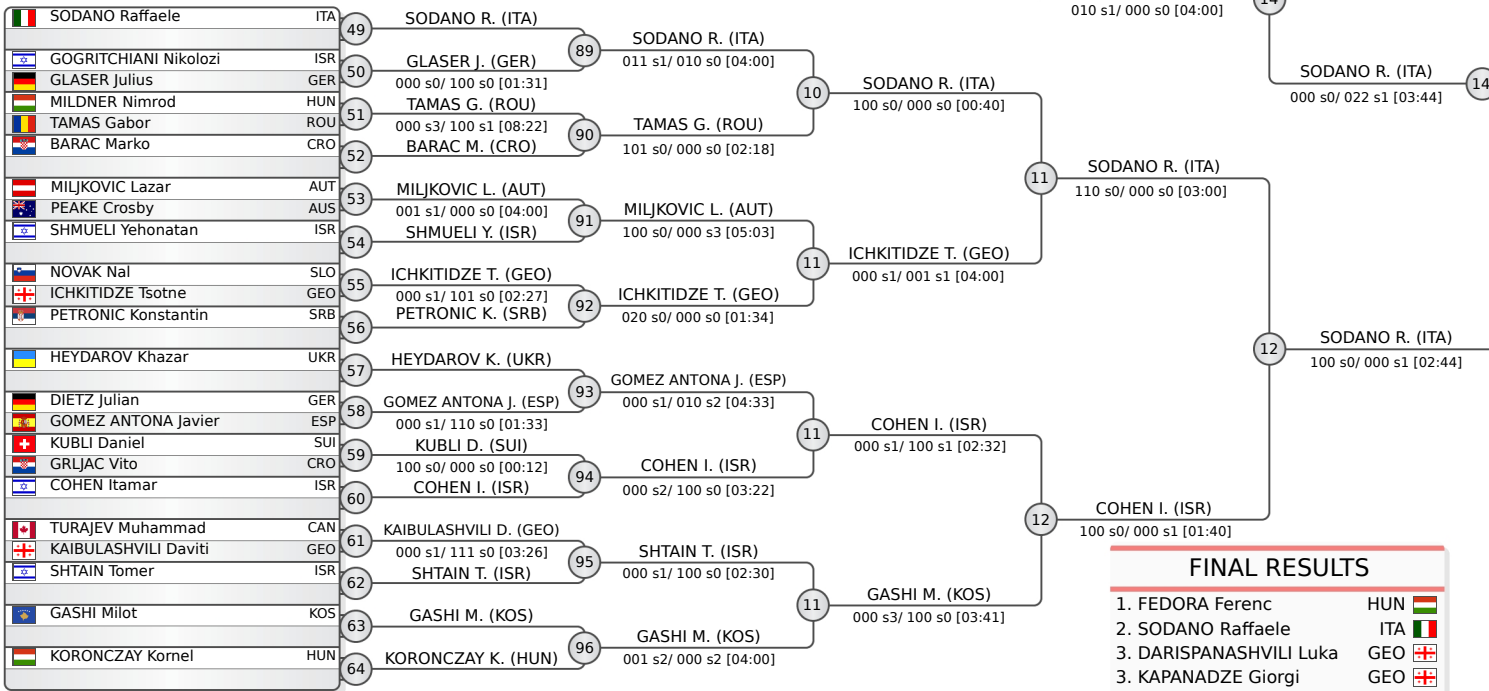 SODANO Raffaele ITA
GOGRITCHIANI Nikolozi ISR
GLASER Julius GER
MILDNER Nimrod HUN
TAMAS Gabor ROU
BARAC Marko CRO
MILJKOVIC Lazar AUT
PEAKE Crosby AUS
SHMUELI Yehonatan ISR
NOVAK Nal SLO
ICHKITIDZE Tsotne GEO
PETRONIC Konstantin SRB
HEYDAROV Khazar UKR
DIETZ Julian GER
GOMEZ ANTONA Javier ESP
KUBLI Daniel SUI
GRLJAC Vito CRO
COHEN Itamar ISR
TURAJEV Muhammad CAN
KAIBULASHVILI Daviti GEO
SHTAIN Tomer ISR
GASHI Milot KOS
KORONCZAY Kornel HUN
49
50
51
52
53
54
55
56
57
58
59
60
61
62
63
64
SODANO R. (ITA)
GLASER J. (GER)
000 s0/ 100 s0 [01:31]
TAMAS G. (ROU)
000 s3/ 100 s1 [08:22]
BARAC M. (CRO)
MILJKOVIC L. (AUT)
001 s1/ 000 s0 [04:00]
SHMUELI Y. (ISR)
ICHKITIDZE T. (GEO)
000 s1/ 101 s0 [02:27]
PETRONIC K. (SRB)
HEYDAROV K. (UKR)
GOMEZ ANTONA J. (ESP)
000 s1/ 110 s0 [01:33]
KUBLI D. (SUI)
100 s0/ 000 s0 [00:12]
COHEN I. (ISR)
KAIBULASHVILI D. (GEO)
000 s1/ 111 s0 [03:26]
SHTAIN T. (ISR)
GASHI M. (KOS)
KORONCZAY K. (HUN)
89
90
91
92
93
94
95
96
SODANO R. (ITA)
011 s1/ 010 s0 [04:00]
TAMAS G. (ROU)
101 s0/ 000 s0 [02:18]
MILJKOVIC L. (AUT)
100 s0/ 000 s3 [05:03]
ICHKITIDZE T. (GEO)
020 s0/ 000 s0 [01:34]
GOMEZ ANTONA J. (ESP)
000 s1/ 010 s2 [04:33]
COHEN I. (ISR)
000 s2/ 100 s0 [03:22]
SHTAIN T. (ISR)
000 s1/ 100 s0 [02:30]
GASHI M. (KOS)
001 s2/ 000 s2 [04:00]
10
11
11
11
SODANO R. (ITA)
100 s0/ 000 s0 [00:40]
ICHKITIDZE T. (GEO)
000 s1/ 001 s1 [04:00]
COHEN I. (ISR)
000 s1/ 100 s1 [02:32]
GASHI M. (KOS)
000 s3/ 100 s0 [03:41]
11
12
SODANO R. (ITA)
110 s0/ 000 s0 [03:00]
COHEN I. (ISR)
100 s0/ 000 s1 [01:40]
12
SODANO R. (ITA)
100 s0/ 000 s1 [02:44]
010 s1/ 000 s0 [04:00]
14
SODANO R. (ITA)
000 s0/ 022 s1 [03:44]
14
FINAL RESULTS
1. FEDORA Ferenc HUN
2. SODANO Raffaele ITA
3. DARISPANASHVILI Luka GEO
3. KAPANADZE Giorgi GEO